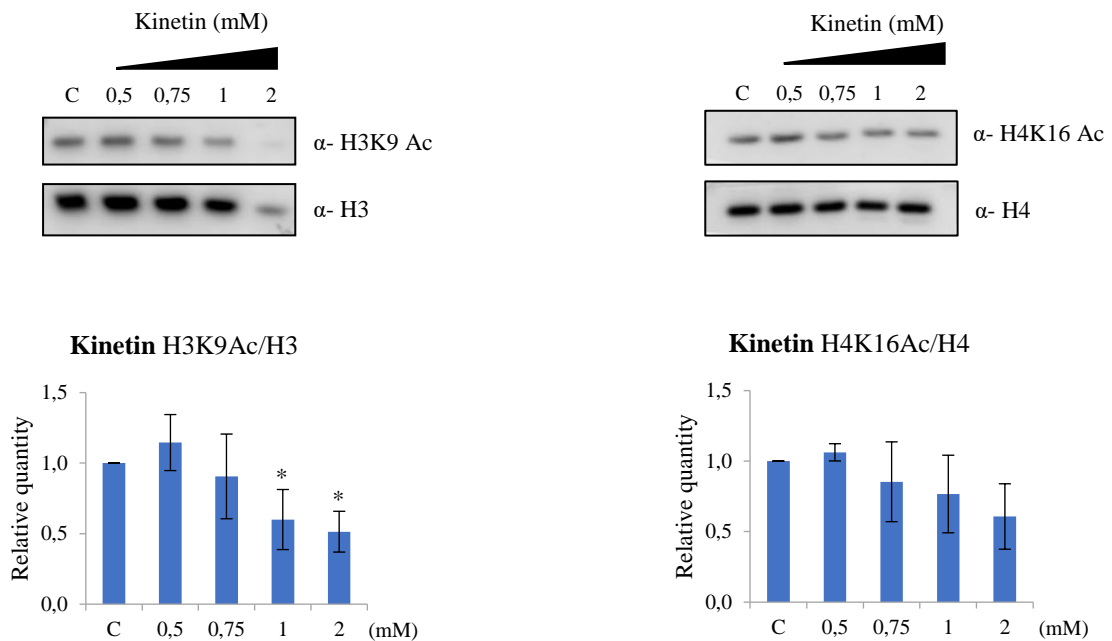 Kinetin (mM)
C 0,5 0,75 1 2
α- H3K9 Ac
α- H3
Kinetin (mM)
C 0,5 0,75 1 2
α- H4K16 Ac
α- H4
Kinetin H3K9Ac/H3
Relative quantity
1,5
1,0
0,5
0,0
* *
C 0,5 0,75 1 2 (mM)
Kinetin H4K16Ac/H4
Relative quantity
1,5
1,0
0,5
0,0
C 0,5 0,75 1 2 (mM)